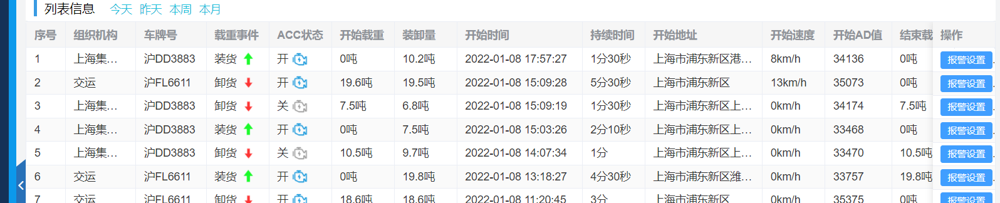 列表信息 今天 昨天 本周 本月
序号 组织机构 车牌号 载重事件 ACC状态 开始载重 装卸量 开始时间 持续时间 开始地址 开始速度 开始AD值 结束载 操作
1 上海集... 沪DD3883 装货 开 0吨 10.2吨 2022-01-08 17:57:27 1分30秒 上海市浦东新区港... 8km/h 34136 0吨 报警设置
2 交运 沪FL6611 卸货 开 19.6吨 19.5吨 2022-01-08 15:09:28 5分30秒 上海市浦东新区 13km/h 35073 0吨 报警设置
3 上海集... 沪DD3883 卸货 关 7.5吨 6.8吨 2022-01-08 15:09:19 1分30秒 上海市浦东新区上... 0km/h 34174 7.5吨 报警设置
4 上海集... 沪DD3883 装货 开 0吨 7.5吨 2022-01-08 15:03:26 2分10秒 上海市浦东新区上... 0km/h 33468 0吨 报警设置
5 上海集... 沪DD3883 卸货 关 10.5吨 9.7吨 2022-01-08 14:07:34 1分 上海市浦东新区上... 0km/h 33470 10.5吨 报警设置
6 交运 沪FL6611 装货 开 0吨 19.8吨 2022-01-08 13:18:27 4分30秒 上海市浦东新区潍... 0km/h 33757 19.8吨 报警设置
7 交运 沪FL6611 卸货 开 18.6吨 18.6吨 2022-01-08 11:20:45 3分 上海市浦东新区 0km/h 35375 0吨 报警设置